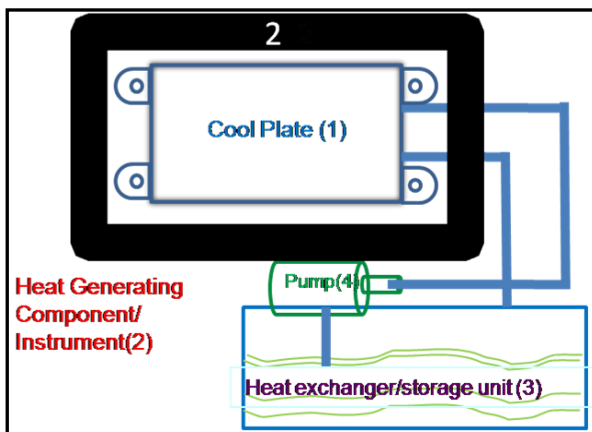 2
Cool Plate (1)
Pump(4)
Heat Generating
Component/
Instrument(2)
Heat exchanger/storage unit (3)